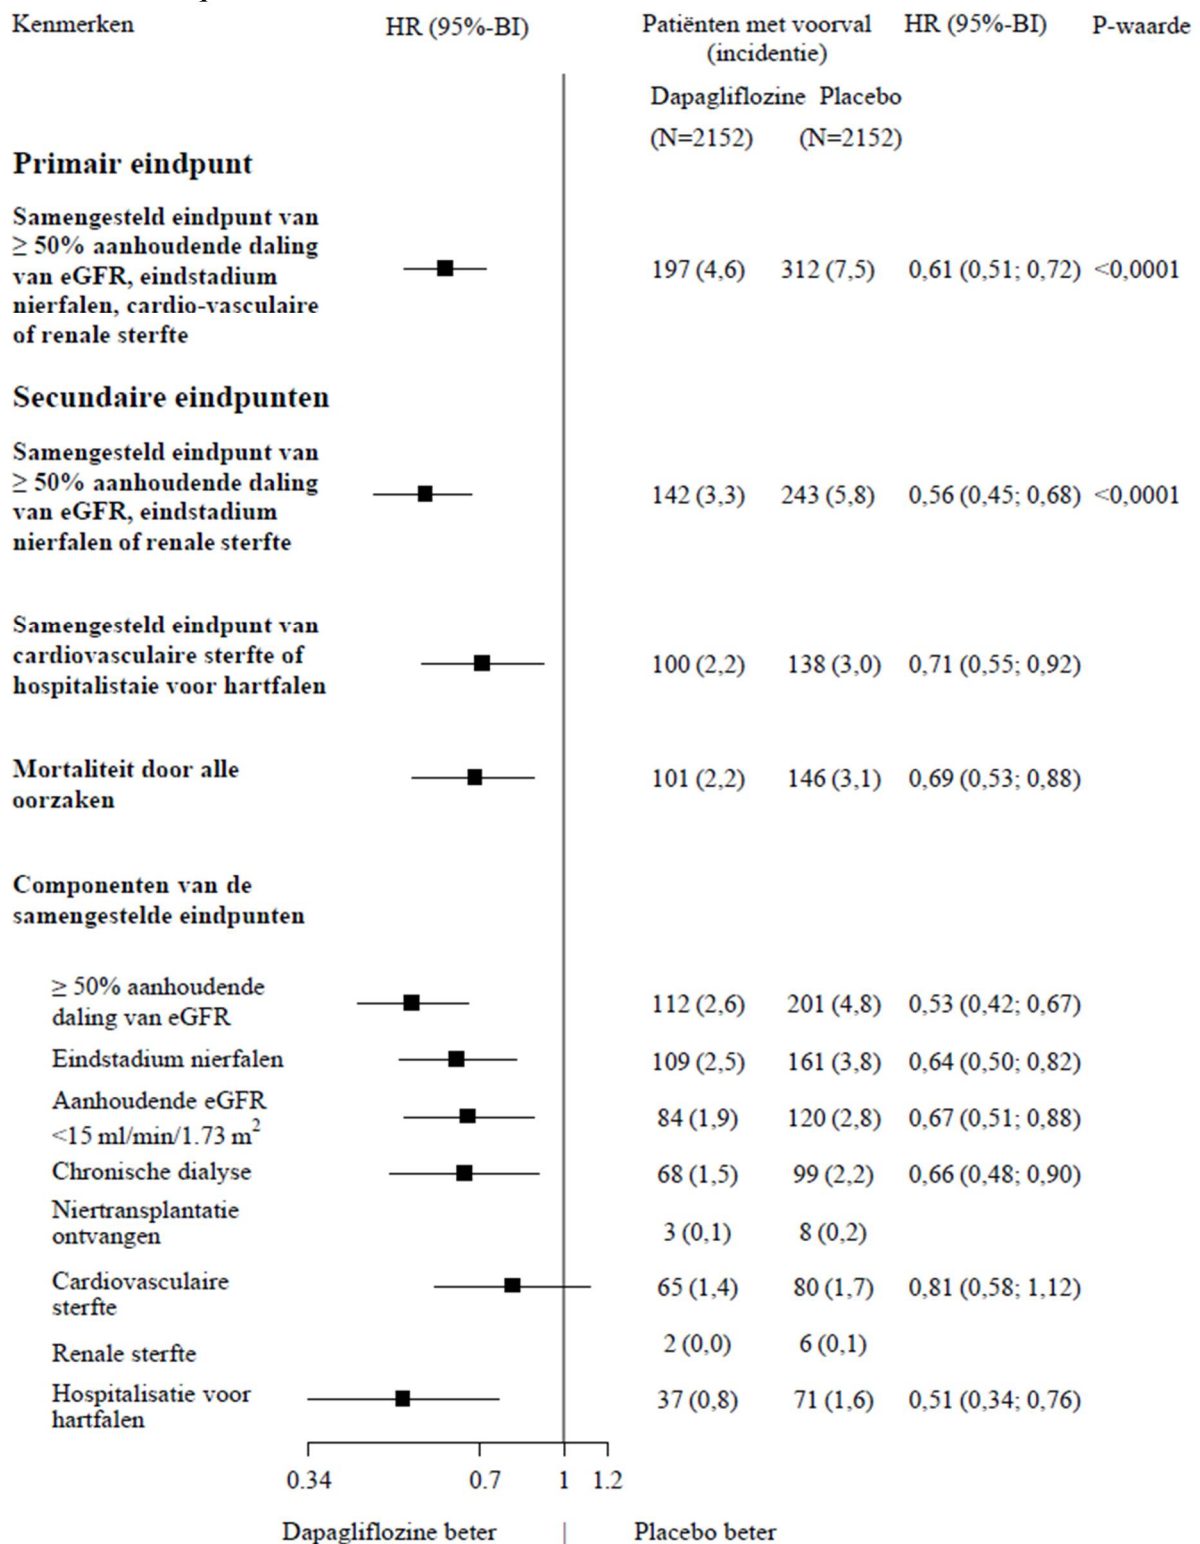 Kenmerken HR (95%-BI) Patiënten met voorval HR (95%-BI) P-waarde
(incidentie)
Dapagliflozine Placebo
(N=2152) (N=2152)
Primair eindpunt
Samengesteld eindpunt van
≥ 50% aanhoudende daling
van eGFR, eindstadium 197 (4,6) 312 (7,5) 0,61 (0,51; 0,72) <0,0001
nierfalen, cardio-vasculaire
of renale sterfte
Secundaire eindpunten
Samengesteld eindpunt van
≥ 50% aanhoudende daling 142 (3,3) 243 (5,8) 0,56 (0,45; 0,68) <0,0001
van eGFR, eindstadium
nierfalen of renale sterfte
Samengesteld eindpunt van
cardiovasculaire sterfte of 100 (2,2) 138 (3,0) 0,71 (0,55; 0,92)
hospitalistaie voor hartfalen
Mortaliteit door alle 101 (2,2) 146 (3,1) 0,69 (0,53; 0,88)
oorzaken
Componenten van de
samengestelde eindpunten
≥ 50% aanhoudende 112 (2,6) 201 (4,8) 0,53 (0,42; 0,67)
daling van eGFR
Eindstadium nierfalen 109 (2,5) 161 (3,8) 0,64 (0,50; 0,82)
Aanhoudende eGFR 84 (1,9) 120 (2,8) 0,67 (0,51; 0,88)
<15 ml/min/1.73 m²
Chronische dialyse 68 (1,5) 99 (2,2) 0,66 (0,48; 0,90)
Niertransplantatie 3 (0,1) 8 (0,2)
ontvangen
Cardiovasculaire 65 (1,4) 80 (1,7) 0,81 (0,58; 1,12)
sterfte
Renale sterfte 2 (0,0) 6 (0,1)
Hospitalisatie voor 37 (0,8) 71 (1,6) 0,51 (0,34; 0,76)
hartfalen
0.34 0.7 1 1.2
Dapagliflozine beter | Placebo beter